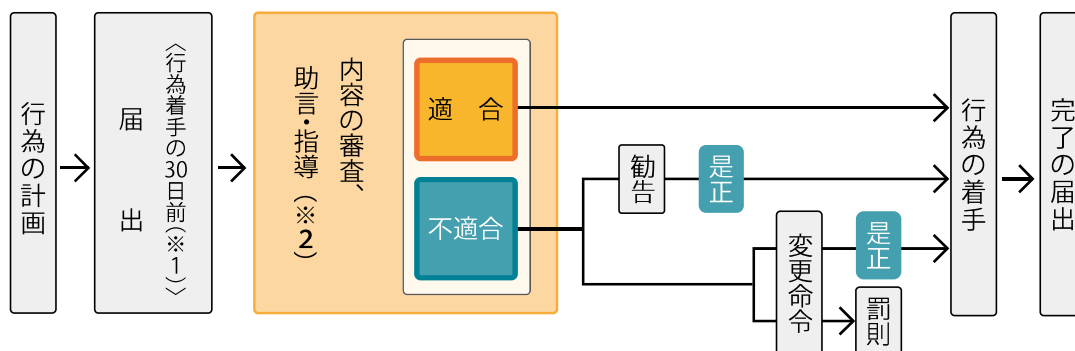 行為の計画
届出
〈行為着手の30日前(※1)〉
内容の審査、
助言・指導(※2)
適 合
不適合
勧告
是正
変更命令
是正
罰則
行為の着手
完了の届出